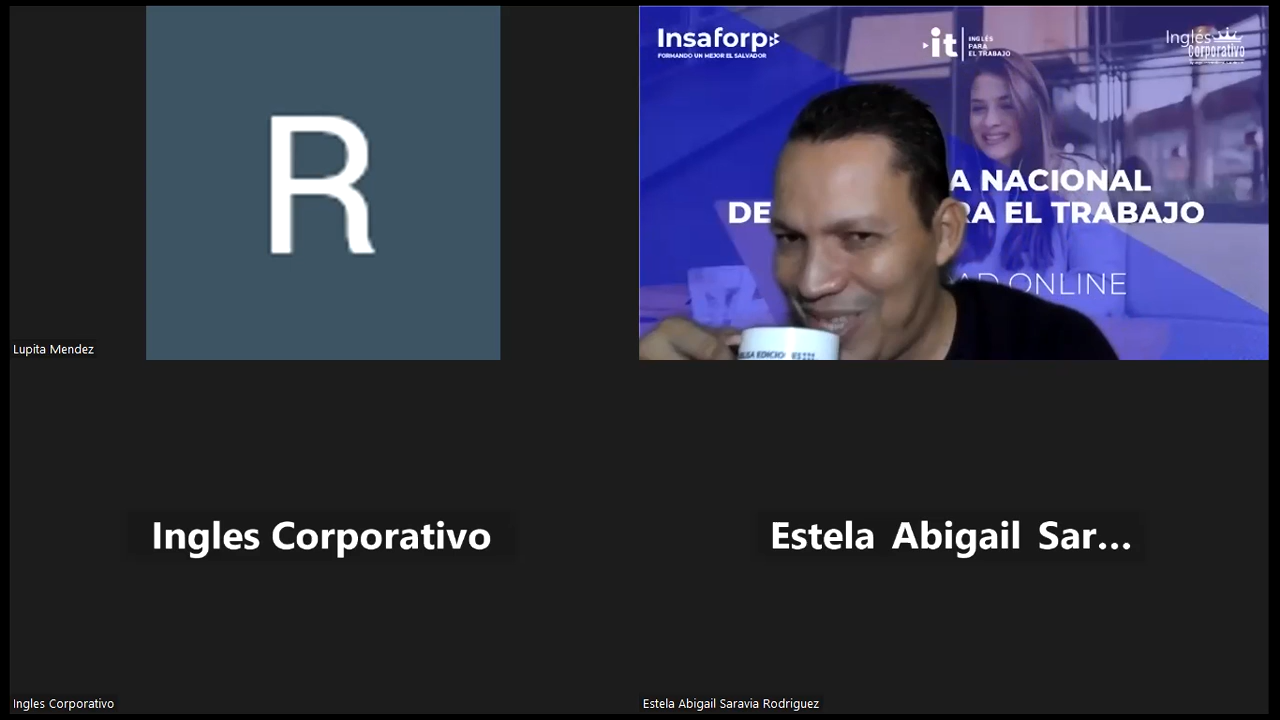 R
Lupita Mendez
Insaforp
FORMANDO UN MEJOR EL SALVADOR
it
INGLÉS
PARA
EL TRABAJO
Inglés
Corporativo
A NACIONAL
DE RA EL TRABAJO
AD ONLINE
Ingles Corporativo
Ingles Corporativo
Estela Abigail Sar...
Estela Abigail Saravia Rodriguez